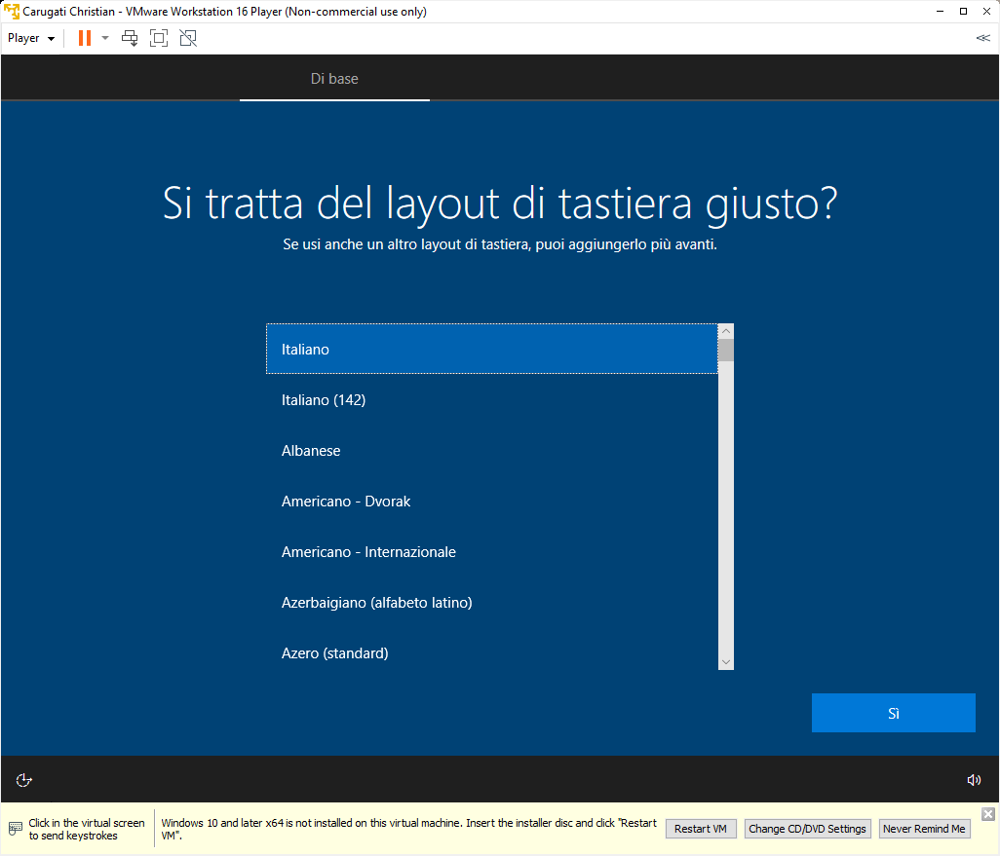 Carugati Christian - VMware Workstation 16 Player (Non-commercial use only)
Player
Di base
Si tratta del layout di tastiera giusto?
Se usi anche un altro layout di tastiera, puoi aggiungerlo più avanti.
Italiano
Italiano (142)
Albanese
Americano - Dvorak
Americano - Internazionale
Azerbaigiano (alfabeto latino)
Azero (standard)
Sì
Click in the virtual screen
to send keystrokes
Windows 10 and later x64 is not installed on this virtual machine. Insert the installer disc and click "Restart
VM".
Restart VM
Change CD/DVD Settings
Never Remind Me